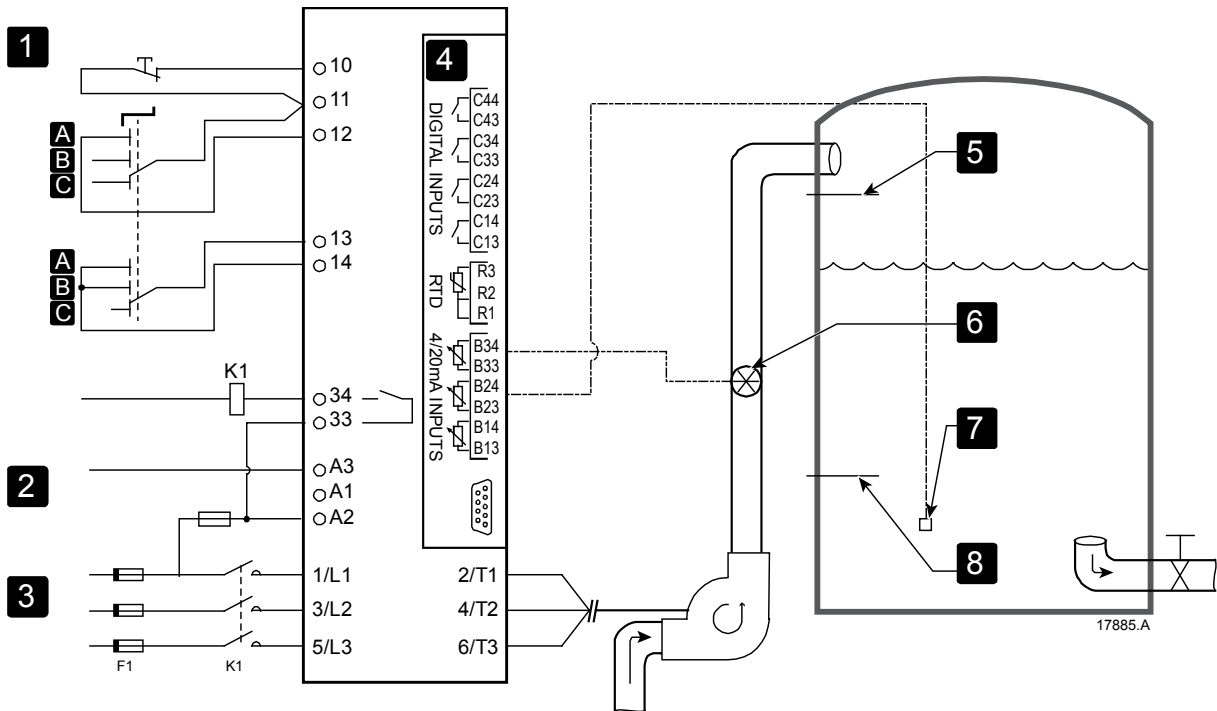 1
10
11
12
A
B
C
13
14
A
B
C
K1
34
33
2
A3
A1
A2
3
1/L1
3/L2
5/L3
F1
K1
2/T1
4/T2
6/T3
4
DIGITAL INPUTS
C44
C43
C34
C33
C24
C23
C14
C13
RTD
R3
R2
R1
4/20mA INPUTS
B34
B33
B24
B23
B14
B13
5
6
7
8
17885.A